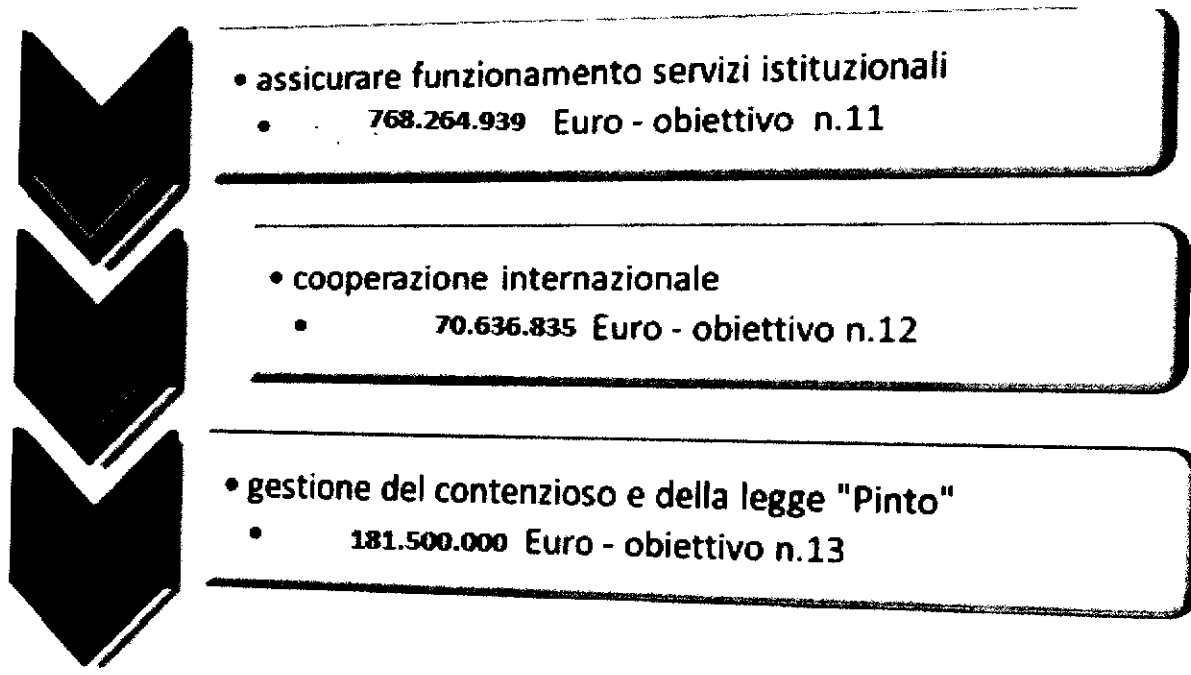 • assicurare funzionamento servizi istituzionali
• 768.264.939 Euro - obiettivo n.11
• cooperazione internazionale
• 70.636.835 Euro - obiettivo n.12
• gestione del contenzioso e della legge "Pinto"
• 181.500.000 Euro - obiettivo n.13